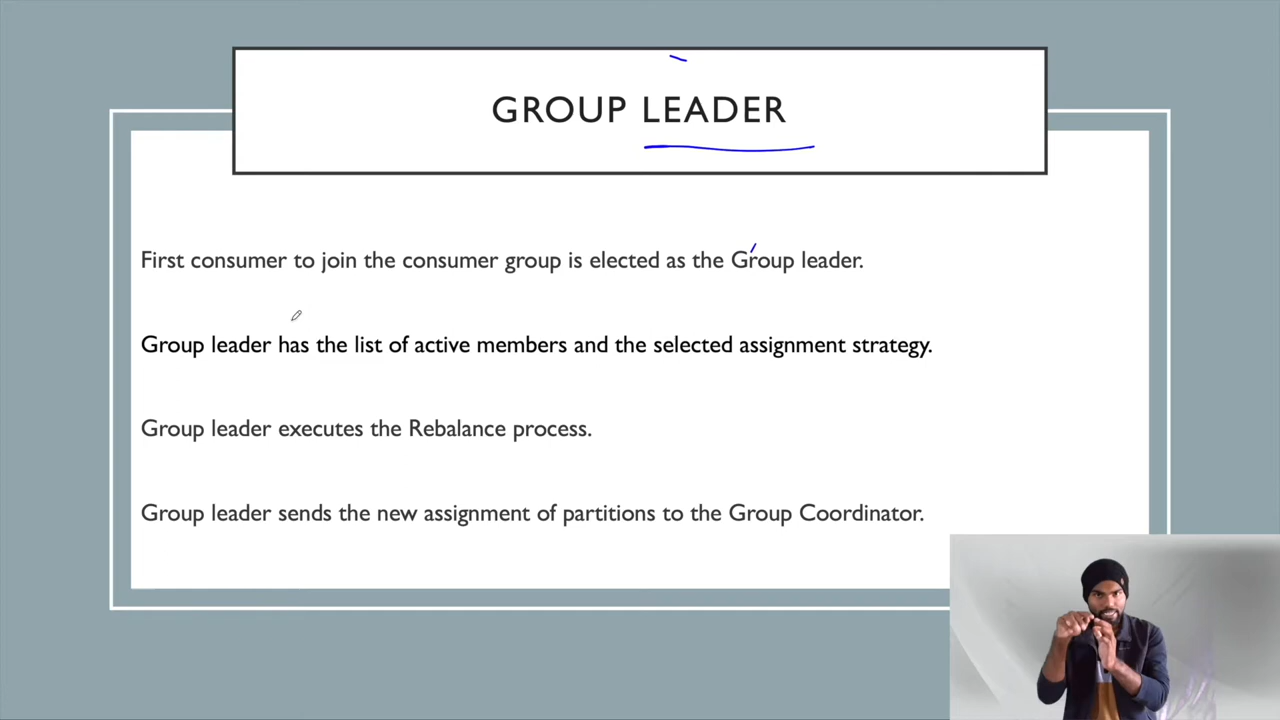 GROUP LEADER
First consumer to join the consumer group is elected as the Group leader.
Group leader has the list of active members and the selected assignment strategy.
Group leader executes the Rebalance process.
Group leader sends the new assignment of partitions to the Group Coordinator.